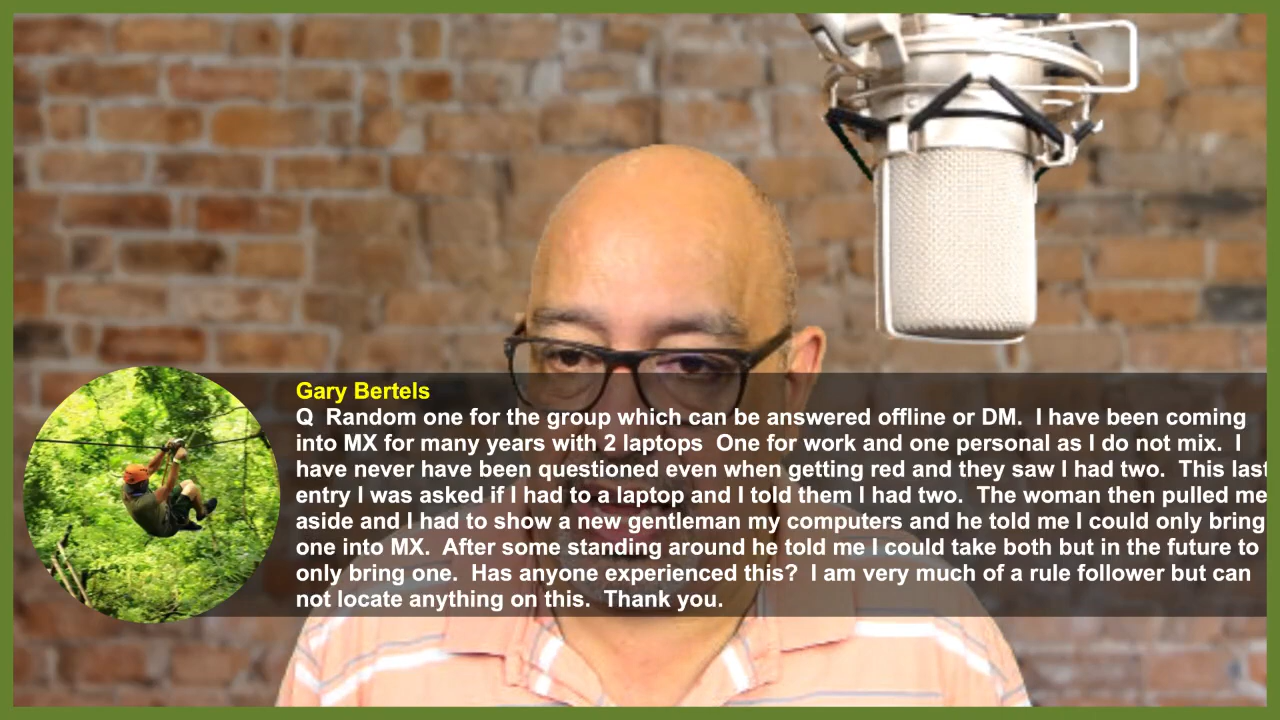 Gary Bertels
Q  Random one for the group which can be answered offline or DM.  I have been coming
into MX for many years with 2 laptops  One for work and one personal as I do not mix.  I
have never have been questioned even when getting red and they saw I had two.  This last
entry I was asked if I had to a laptop and I told them I had two.  The woman then pulled me
aside and I had to show a new gentleman my computers and he told me I could only bring
one into MX.  After some standing around he told me I could take both but in the future to
only bring one.  Has anyone experienced this?  I am very much of a rule follower but can
not locate anything on this.  Thank you.